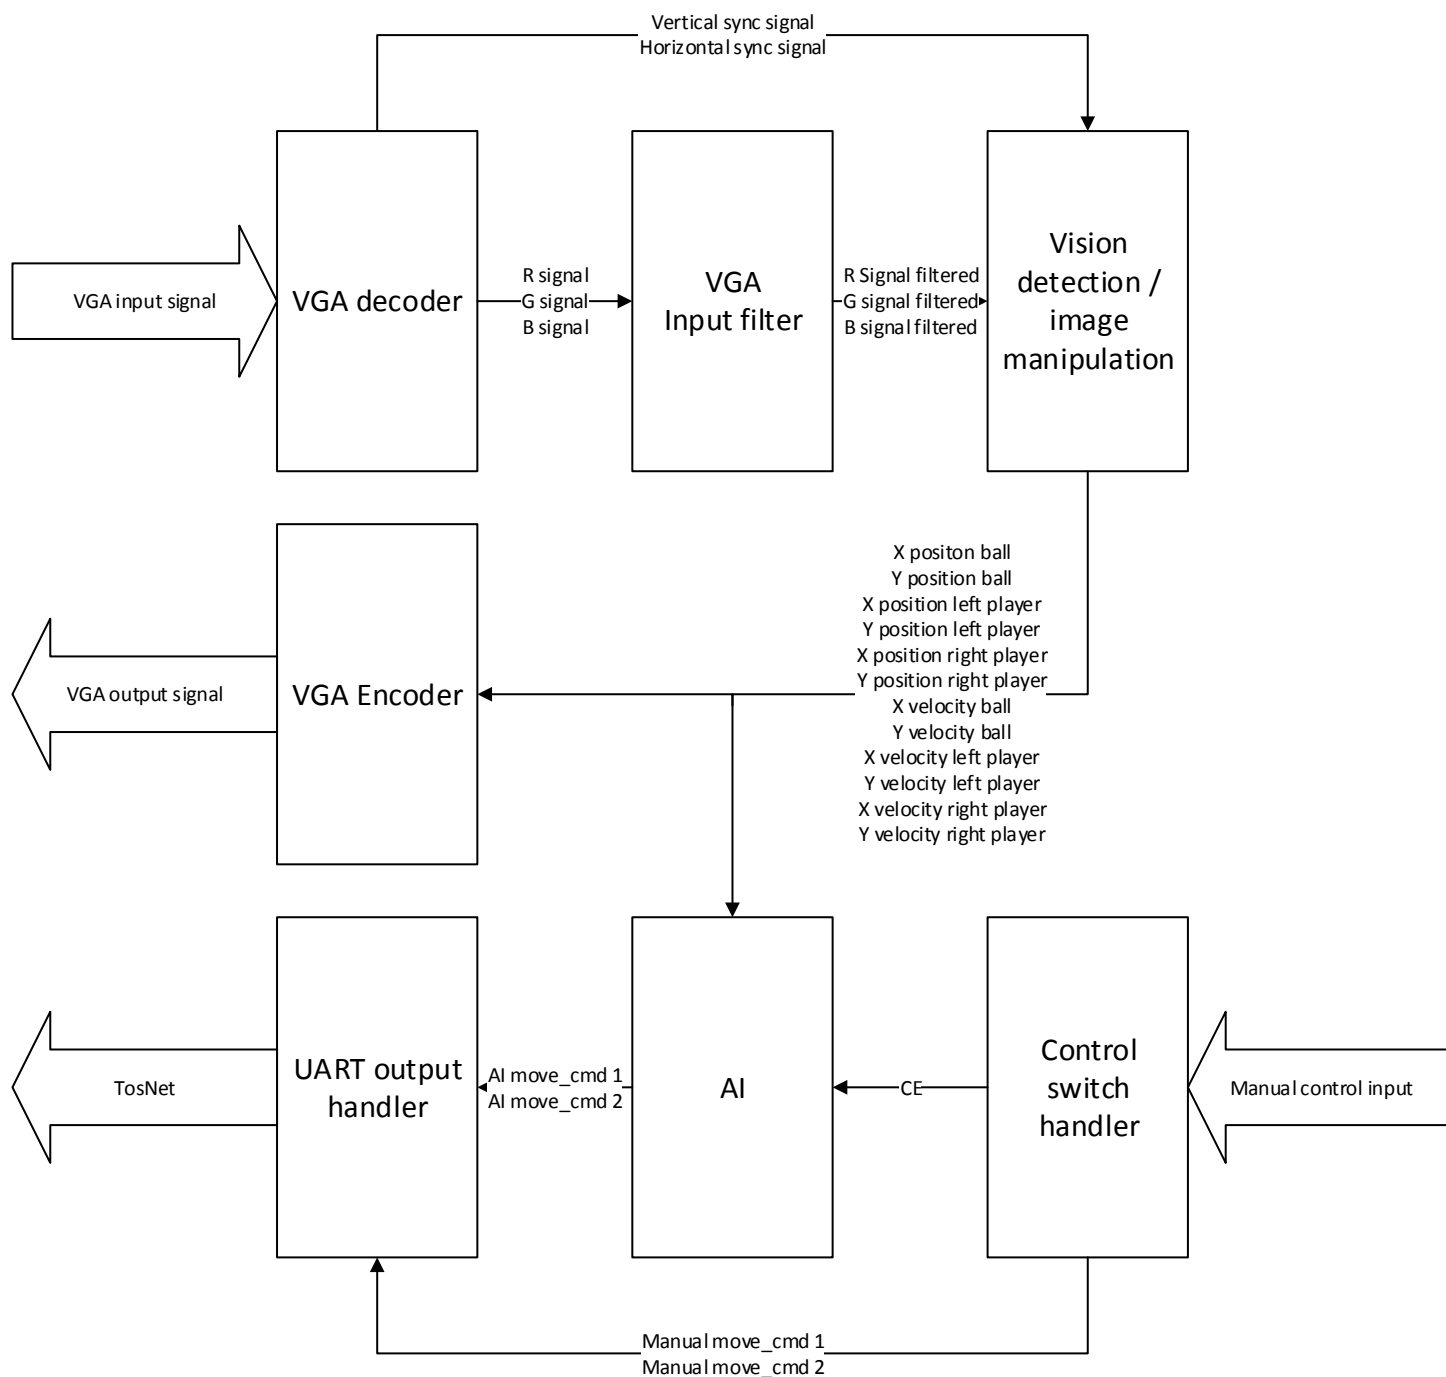 Vertical sync signal
Horizontal sync signal
VGA input signal
VGA decoder
R signal
G signal
B signal
VGA
Input filter
R Signal filtered
G signal filtered
B signal filtered
Vision
detection /
image
manipulation
VGA output signal
VGA Encoder
X positon ball
Y position ball
X position left player
Y position left player
X position right player
Y position right player
X velocity ball
Y velocity ball
X velocity left player
Y velocity left player
X velocity right player
Y velocity right player
TosNet
UART output
handler
AI move_cmd 1
AI move_cmd 2
AI
CE
Control
switch
handler
Manual control input
Manual move_cmd 1
Manual move_cmd 2